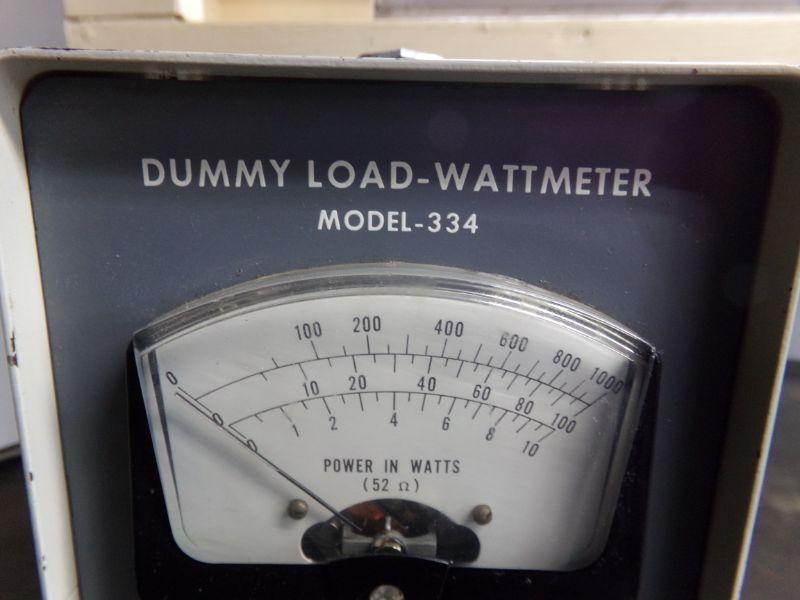 DUMMY LOAD-WATTMETER
MODEL-334
0 100 200 400 600 800 1000
0 10 20 40 60 80 100
0 1 2 4 6 8 10
POWER IN WATTS
(52 Ω)